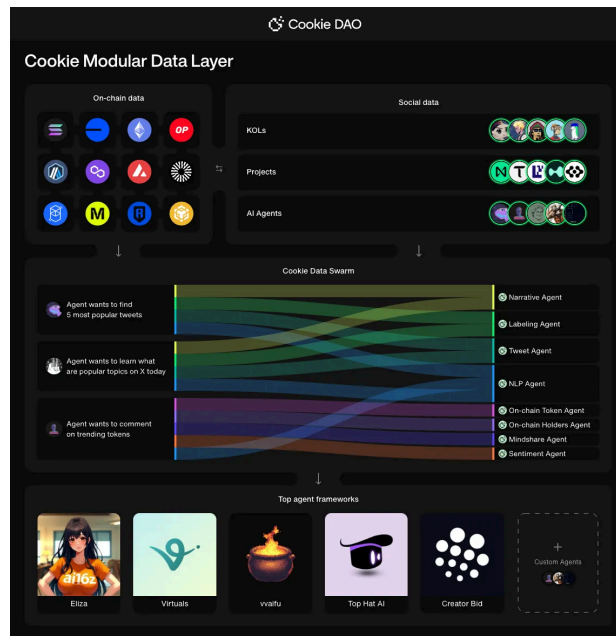 Cookie DAO
Cookie Modular Data Layer
On-chain data
OP
M
Social data
KOLs
Projects
AI Agents
Cookie Data Swarm
Agent wants to find
5 most popular tweets
Agent wants to learn what
are popular topics on X today
Agent wants to comment
on trending tokens
Narrative Agent
Labeling Agent
Tweet Agent
NLP Agent
On-chain Token Agent
On-chain Holders Agent
Mindshare Agent
Sentiment Agent
Top agent frameworks
ai16z
Eliza
Virtuals
vvaifu
Top Hat AI
Creator Bid
+
Custom Agents